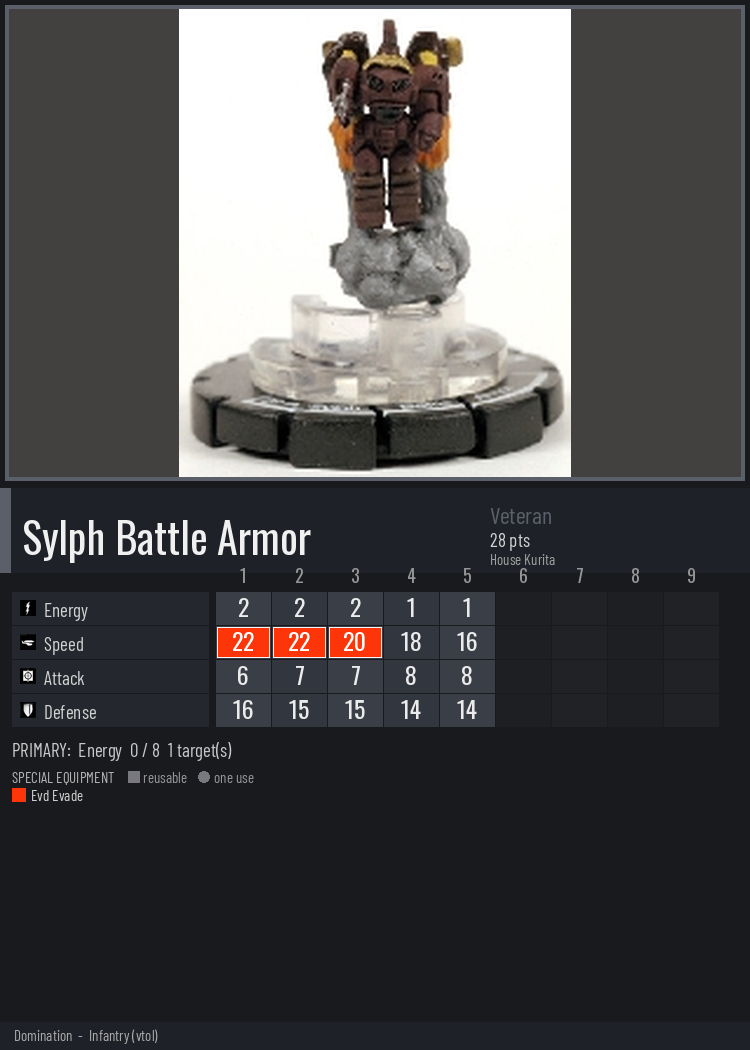 Sylph Battle Armor
Veteran
28 pts
House Kurita
1 2 3 4 5 6 7 8 9
Energy 2 2 2 1 1
Speed 22 22 20 18 16
Attack 6 7 7 8 8
Defense 16 15 15 14 14
PRIMARY: Energy 0 / 8 1 target(s)
SPECIAL EQUIPMENT reusable one use
Evd Evade
Domination - Infantry (vtol)